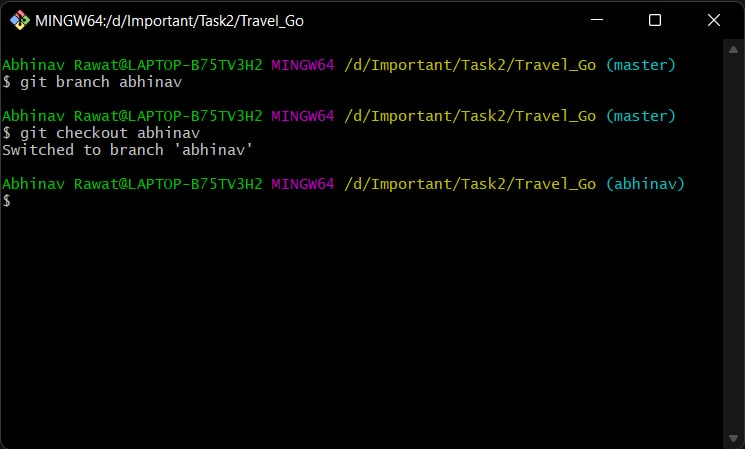 MINGW64:/d/Important/Task2/Travel_Go
Abhinav Rawat@LAPTOP-B75TV3H2 MINGW64 /d/Important/Task2/Travel_Go (master)
$ git branch abhinav
Abhinav Rawat@LAPTOP-B75TV3H2 MINGW64 /d/Important/Task2/Travel_Go (master)
$ git checkout abhinav
Switched to branch 'abhinav'
Abhinav Rawat@LAPTOP-B75TV3H2 MINGW64 /d/Important/Task2/Travel_Go (abhinav)
$